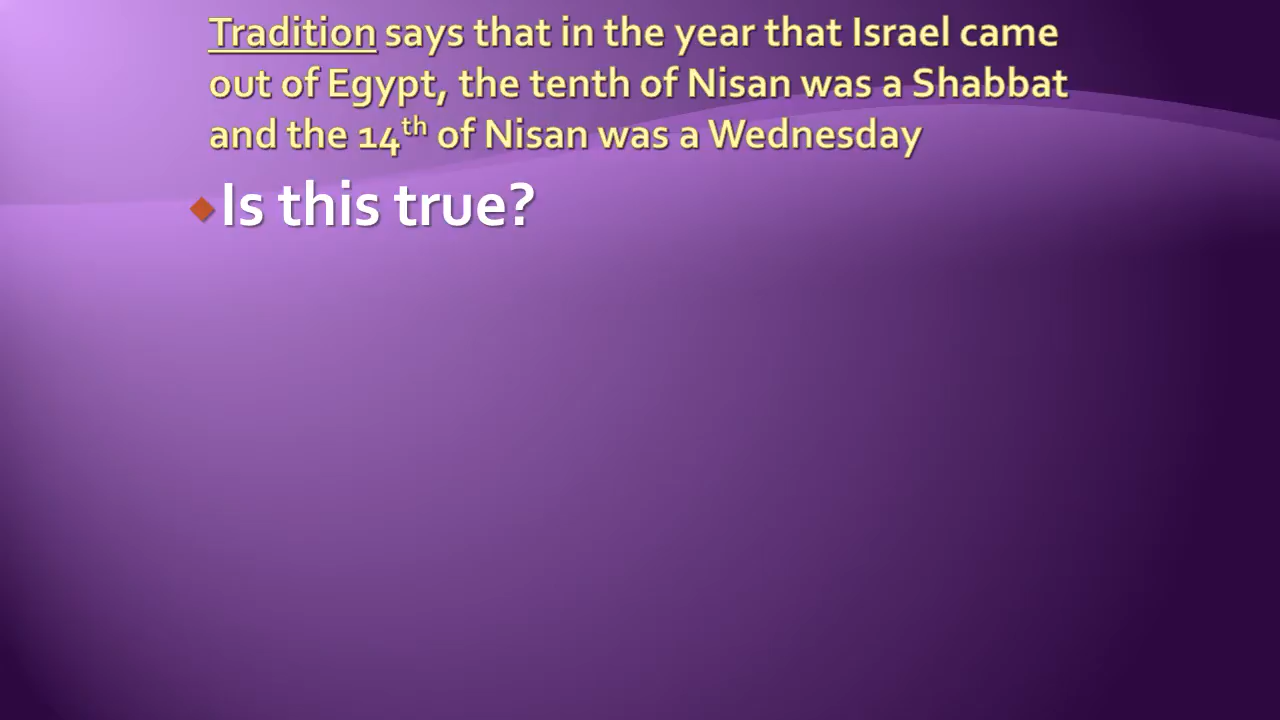 Tradition says that in the year that Israel came
out of Egypt, the tenth of Nisan was a Shabbat
and the 14th of Nisan was a Wednesday
Is this true?